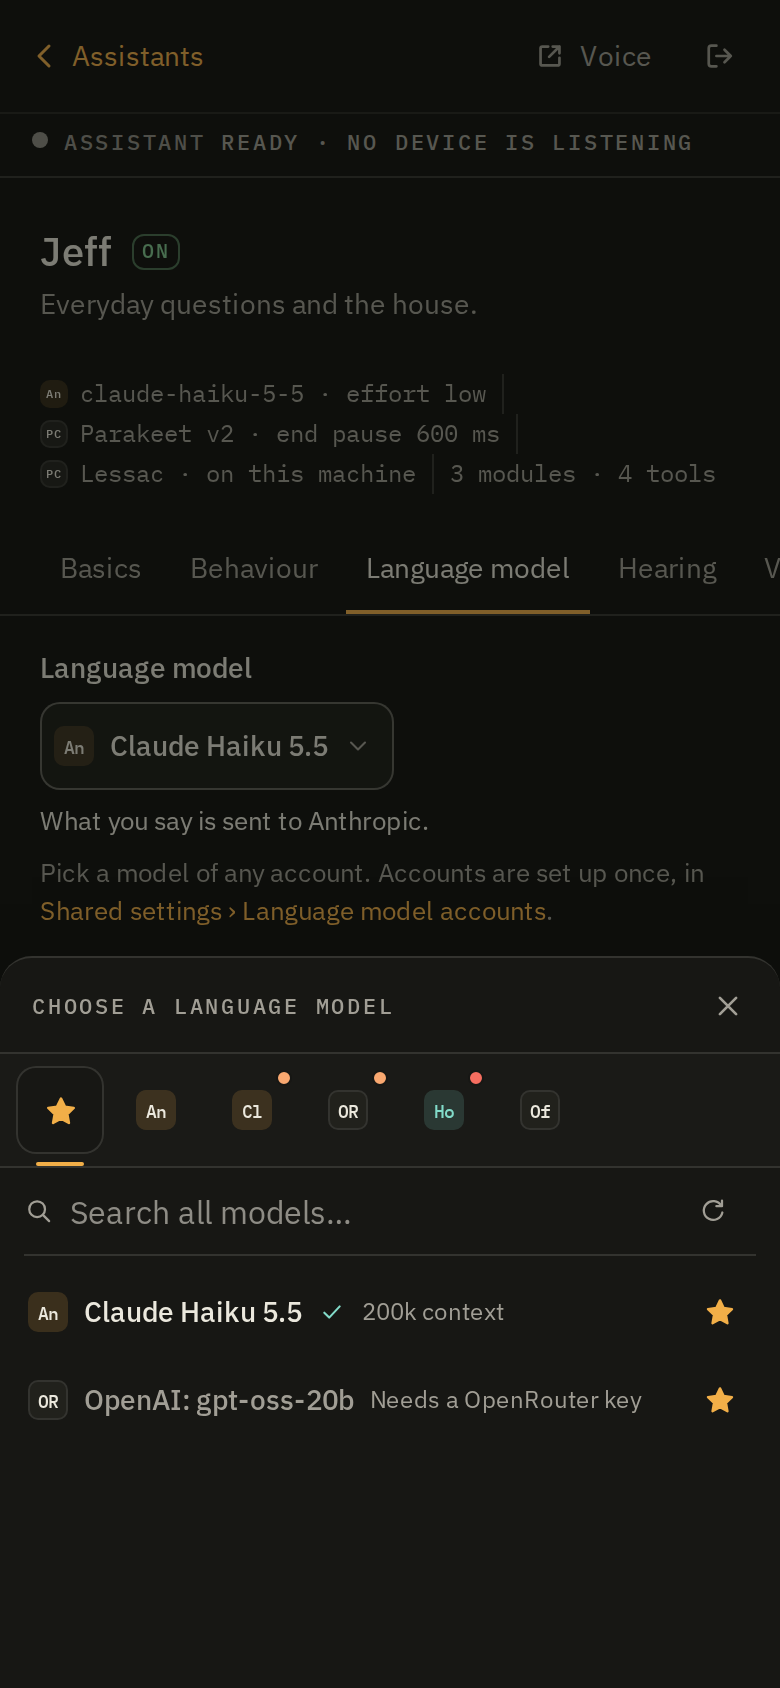 Assistants
Voice
ASSISTANT READY · NO DEVICE IS LISTENING
Jeff ON
Everyday questions and the house.
An claude-haiku-5-5 · effort low
PC Parakeet v2 · end pause 600 ms
PC Lessac · on this machine 3 modules · 4 tools
Basics Behaviour Language model Hearing V
Language model
An Claude Haiku 5.5
What you say is sent to Anthropic.
Pick a model of any account. Accounts are set up once, in
Shared settings › Language model accounts.
CHOOSE A LANGUAGE MODEL
An Cl OR Ho Of
Search all models...
An Claude Haiku 5.5 200k context
OR OpenAI: gpt-oss-20b Needs a OpenRouter key